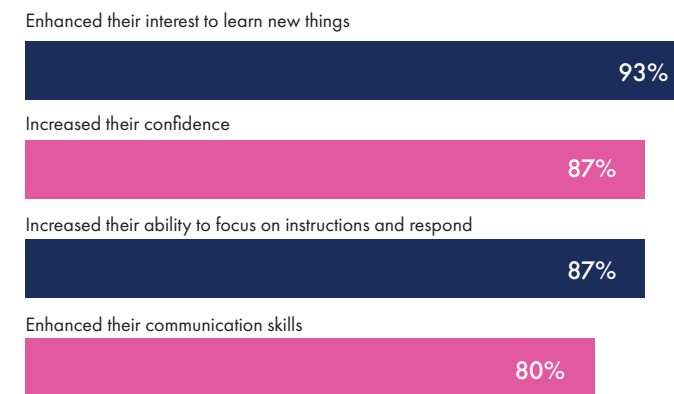 Enhanced their interest to learn new things
93%
Increased their confidence
87%
Increased their ability to focus on instructions and respond
87%
Enhanced their communication skills
80%